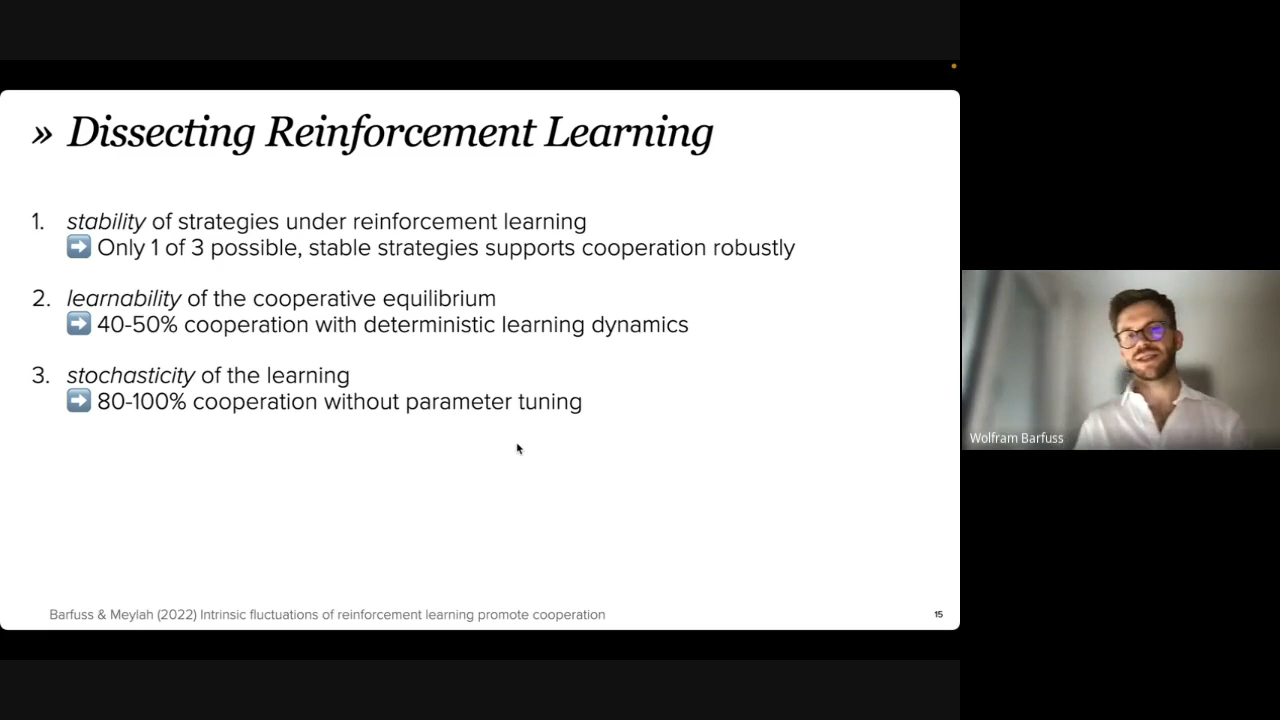 » Dissecting Reinforcement Learning
1. stability of strategies under reinforcement learning
➡ Only 1 of 3 possible, stable strategies supports cooperation robustly
2. learnability of the cooperative equilibrium
➡ 40-50% cooperation with deterministic learning dynamics
3. stochasticity of the learning
➡ 80-100% cooperation without parameter tuning
Barfuss & Meylah (2022) Intrinsic fluctuations of reinforcement learning promote cooperation
15
Wolfram Barfuss